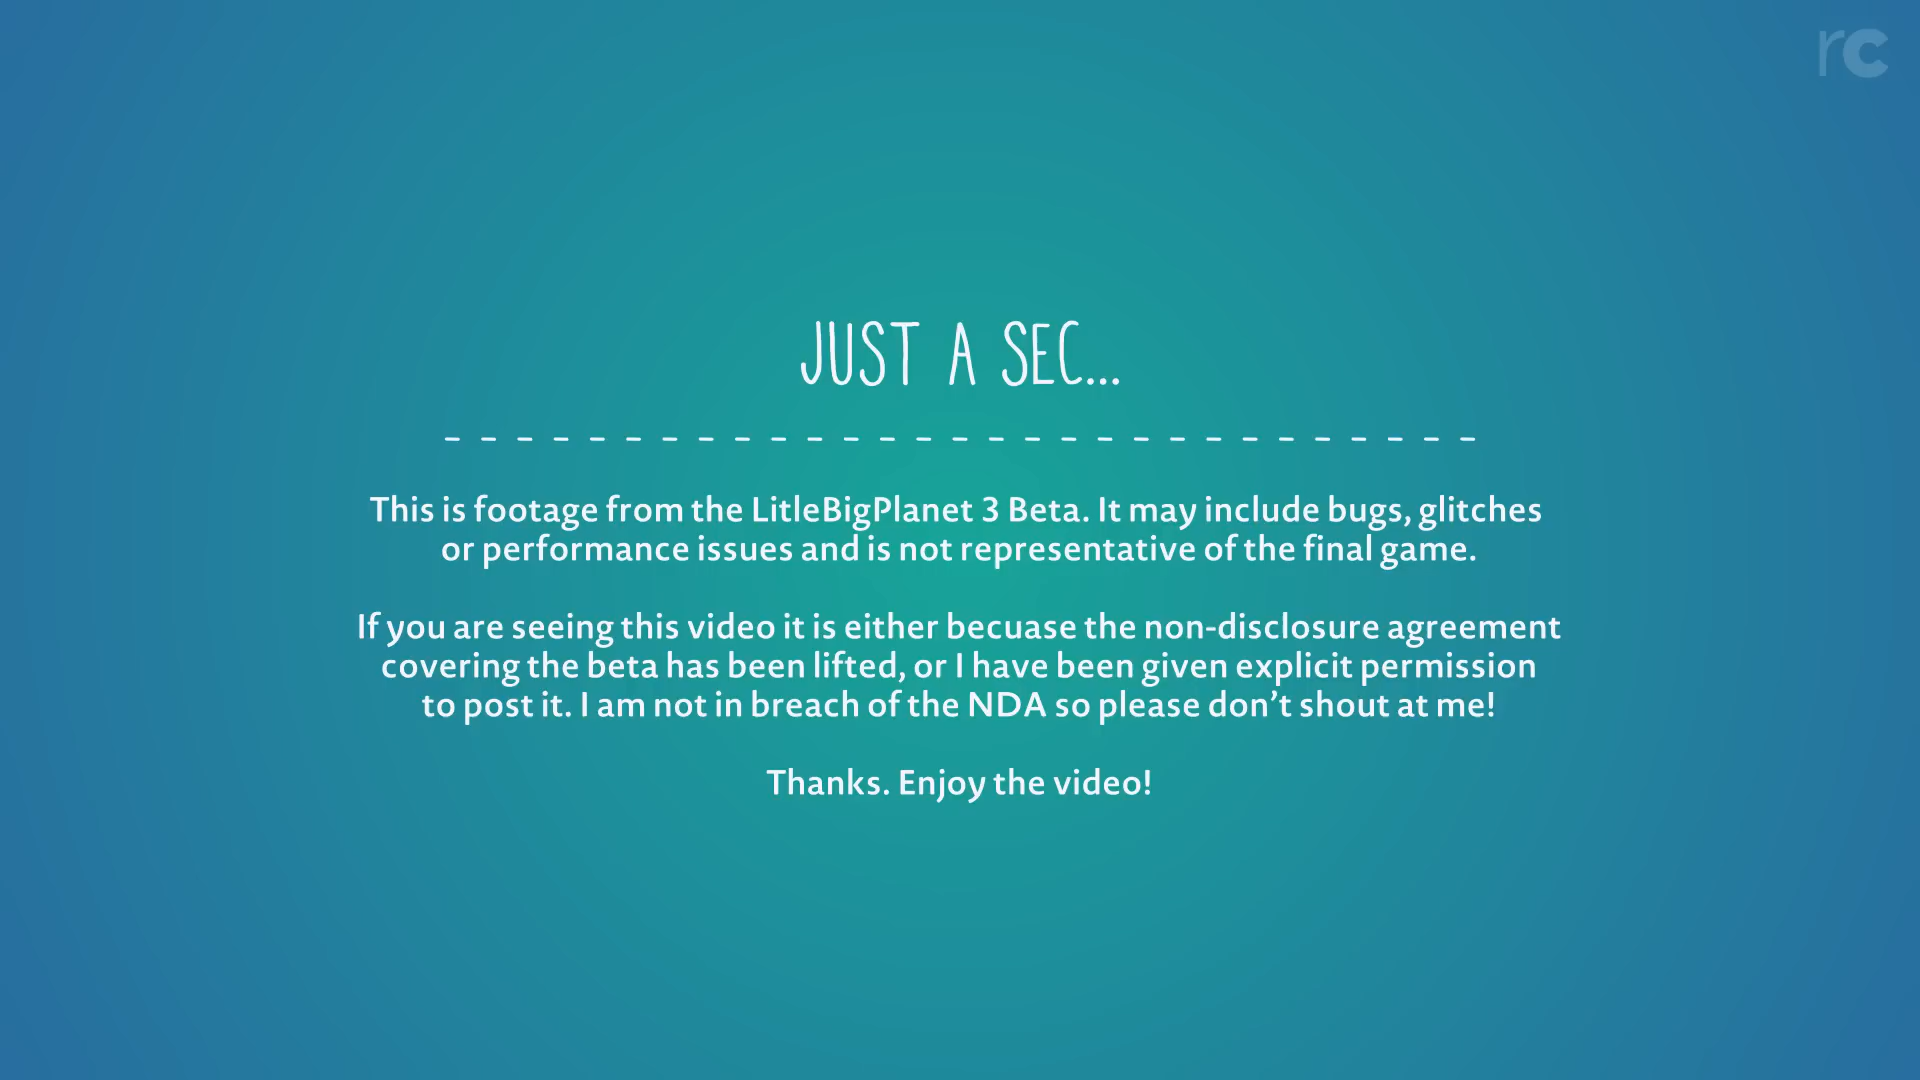 rc
JUST A SEC...
This is footage from the LitleBigPlanet 3 Beta. It may include bugs, glitches
or performance issues and is not representative of the final game.
If you are seeing this video it is either becuase the non-disclosure agreement
covering the beta has been lifted, or I have been given explicit permission
to post it. I am not in breach of the NDA so please don’t shout at me!
Thanks. Enjoy the video!